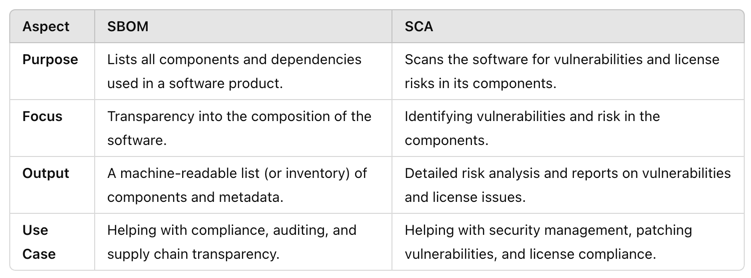 Aspect SBOM SCA
Purpose Lists all components and dependencies Scans the software for vulnerabilities and license
used in a software product. risks in its components.
Focus Transparency into the composition of the Identifying vulnerabilities and risk in the
software. components.
Output A machine-readable list (or inventory) of Detailed risk analysis and reports on vulnerabilities
components and metadata. and license issues.
Use Helping with compliance, auditing, and Helping with security management, patching
Case supply chain transparency. vulnerabilities, and license compliance.